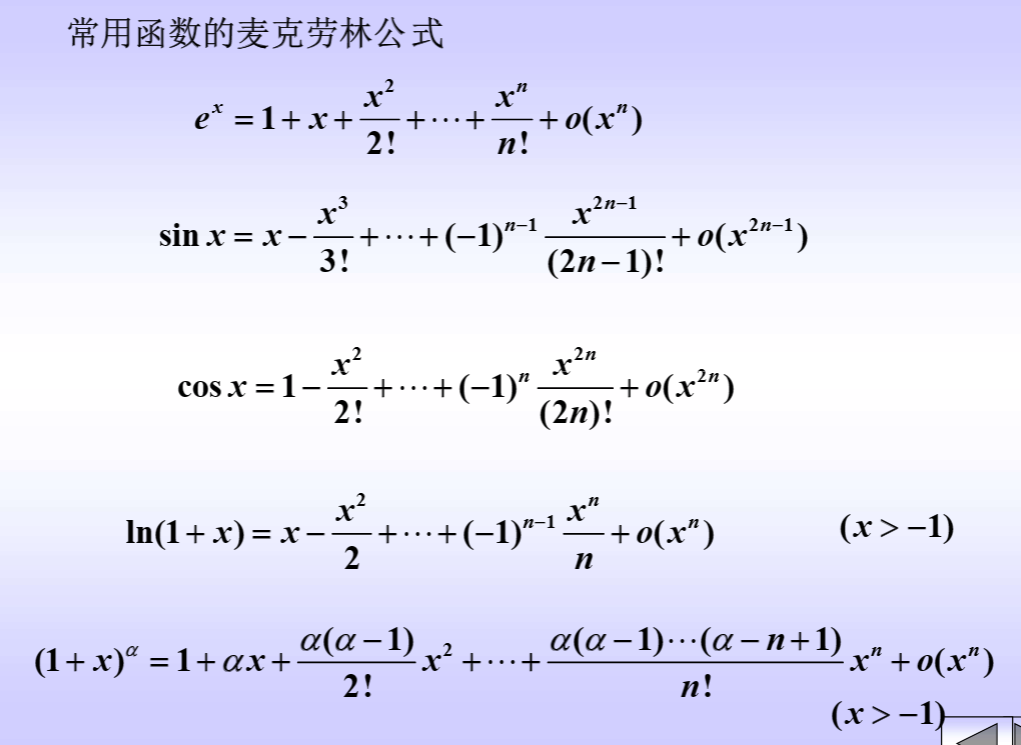 常用函数的麦克劳林公式
$e^x = 1 + x + \frac{x^2}{2!} + \cdots + \frac{x^n}{n!} + o(x^n)$
$\sin x = x - \frac{x^3}{3!} + \cdots + (-1)^{n-1} \frac{x^{2n-1}}{(2n-1)!} + o(x^{2n-1})$
$\cos x = 1 - \frac{x^2}{2!} + \cdots + (-1)^n \frac{x^{2n}}{(2n)!} + o(x^{2n})$
$\ln(1+x) = x - \frac{x^2}{2} + \cdots + (-1)^{n-1} \frac{x^n}{n} + o(x^n)$ $(x > -1)$
$(1+x)^\alpha = 1 + \alpha x + \frac{\alpha(\alpha-1)}{2!} x^2 + \cdots + \frac{\alpha(\alpha-1)\cdots(\alpha-n+1)}{n!} x^n + o(x^n)$
$(x > -1)$